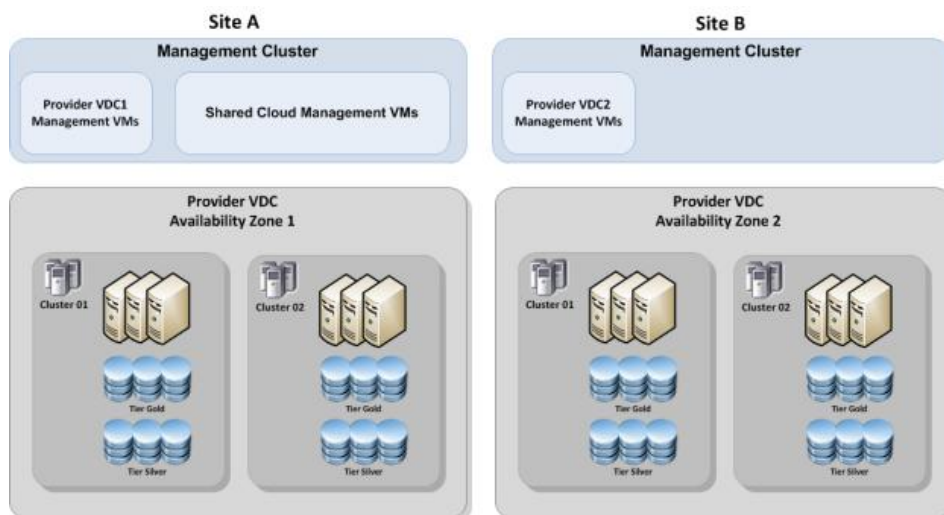 Site A
Management Cluster
Provider VDC1
Management VMs
Shared Cloud Management VMs
Provider VDC
Availability Zone 1
Cluster 01
Tier Gold
Tier Silver
Cluster 02
Tier Gold
Tier Silver
Site B
Management Cluster
Provider VDC2
Management VMs
Provider VDC
Availability Zone 2
Cluster 01
Tier Gold
Tier Silver
Cluster 02
Tier Gold
Tier Silver